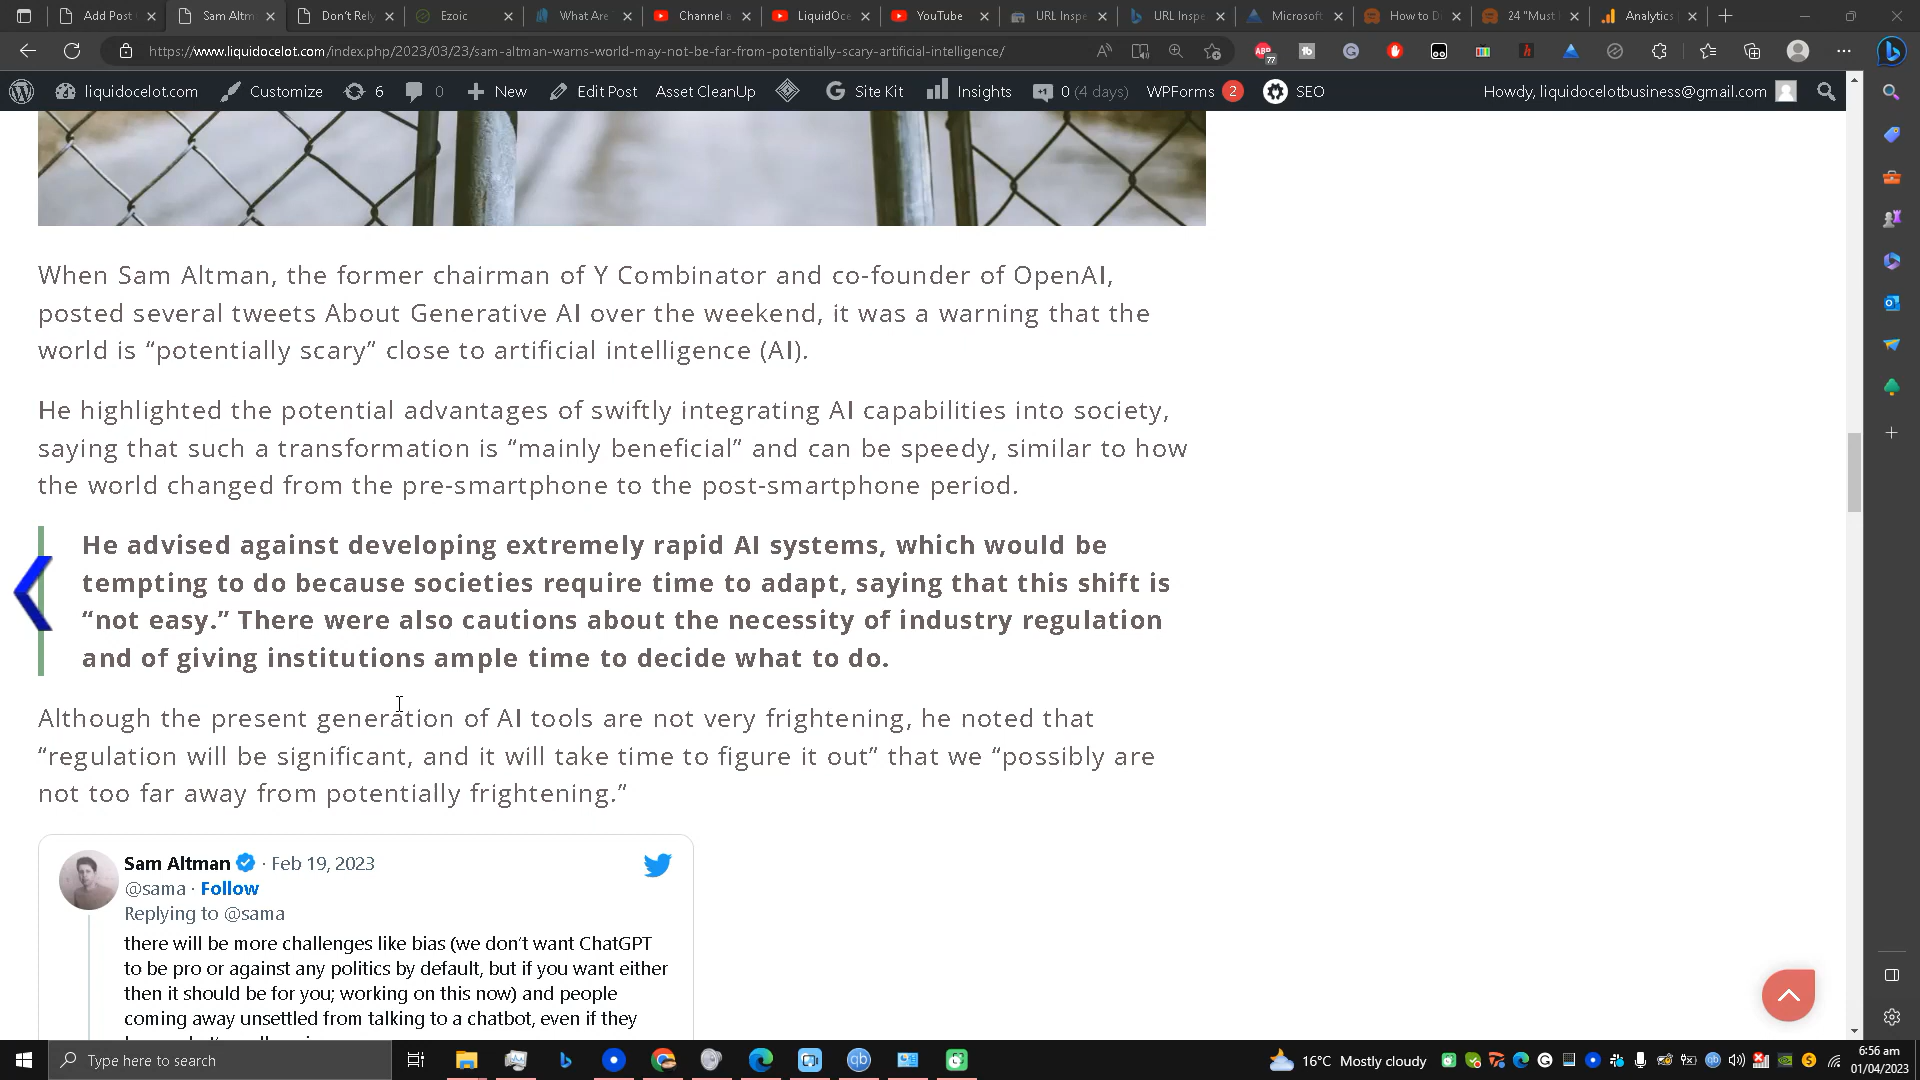 Add Post
Sam Altm
Don't Rely
Ezoic
What Are
Channel a
LiquidOce
YouTube
URL Inspe
URL Inspe
Microsoft
How to D
24 "Must
Analytics
https://www.liquidocelot.com/index.php/2023/03/23/sam-altman-warns-world-may-not-be-far-from-potentially-scary-artificial-intelligence/
liquidocelot.com Customize 6 0 New Edit Post Asset CleanUp Site Kit Insights 0 (4 days) WPForms 2 SEO Howdy, liquidocelotbusiness@gmail.com
When Sam Altman, the former chairman of Y Combinator and co-founder of OpenAI,
posted several tweets About Generative AI over the weekend, it was a warning that the
world is “potentially scary” close to artificial intelligence (AI).
He highlighted the potential advantages of swiftly integrating AI capabilities into society,
saying that such a transformation is “mainly beneficial” and can be speedy, similar to how
the world changed from the pre-smartphone to the post-smartphone period.
He advised against developing extremely rapid AI systems, which would be
tempting to do because societies require time to adapt, saying that this shift is
“not easy.” There were also cautions about the necessity of industry regulation
and of giving institutions ample time to decide what to do.
Although the present generation of AI tools are not very frightening, he noted that
“regulation will be significant, and it will take time to figure it out” that we “possibly are
not too far away from potentially frightening.”
Sam Altman · Feb 19, 2023
@sama · Follow
Replying to @sama
there will be more challenges like bias (we don’t want ChatGPT
to be pro or against any politics by default, but if you want either
then it should be for you; working on this now) and people
coming away unsettled from talking to a chatbot, even if they
Type here to search
16°C Mostly cloudy
6:56 am
01/04/2023